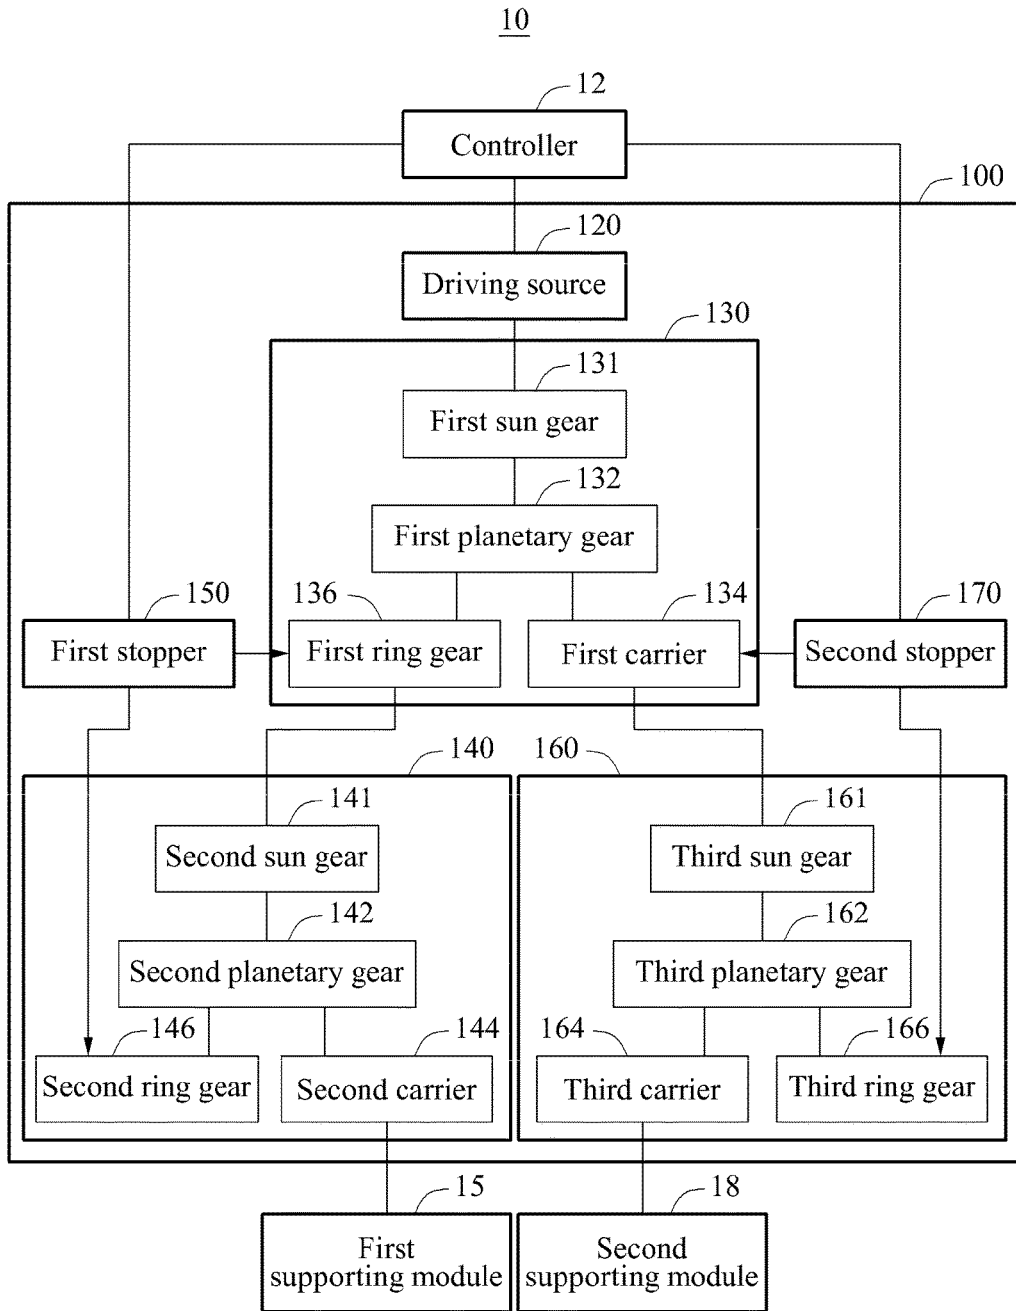 10
12
Controller
100
120
Driving source
130
131
First sun gear
132
First planetary gear
150
136
134
170
First stopper
First ring gear
First carrier
Second stopper
140
160
141
161
Second sun gear
Third sun gear
142
162
Second planetary gear
Third planetary gear
146
144
164
166
Second ring gear
Second carrier
Third carrier
Third ring gear
15
18
First
supporting module
Second
supporting module